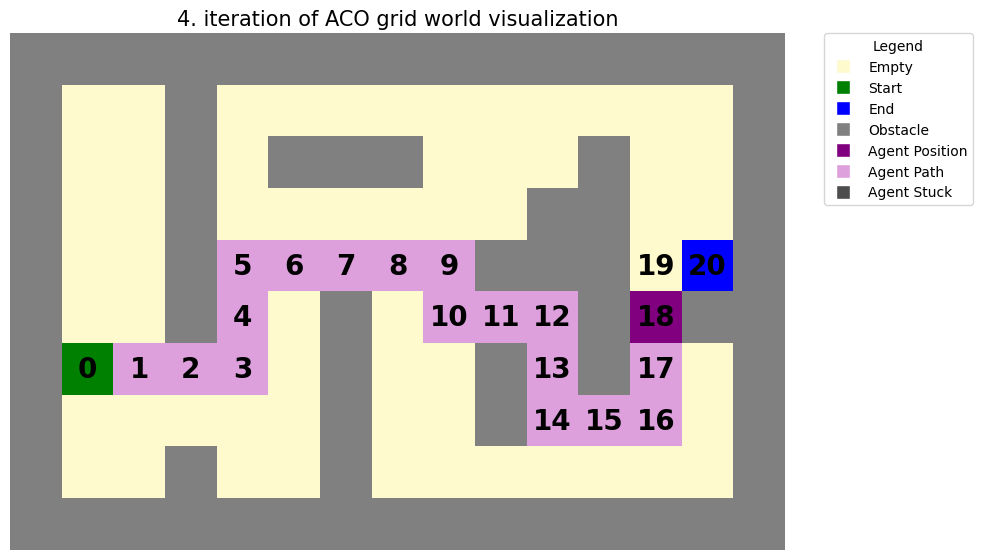 4. iteration of ACO grid world visualization
Legend
Empty
Start
End
Obstacle
Agent Position
Agent Path
Agent Stuck
5 6 7 8 9 19 20
4 10 11 12 18
0 1 2 3 13 17
14 15 16